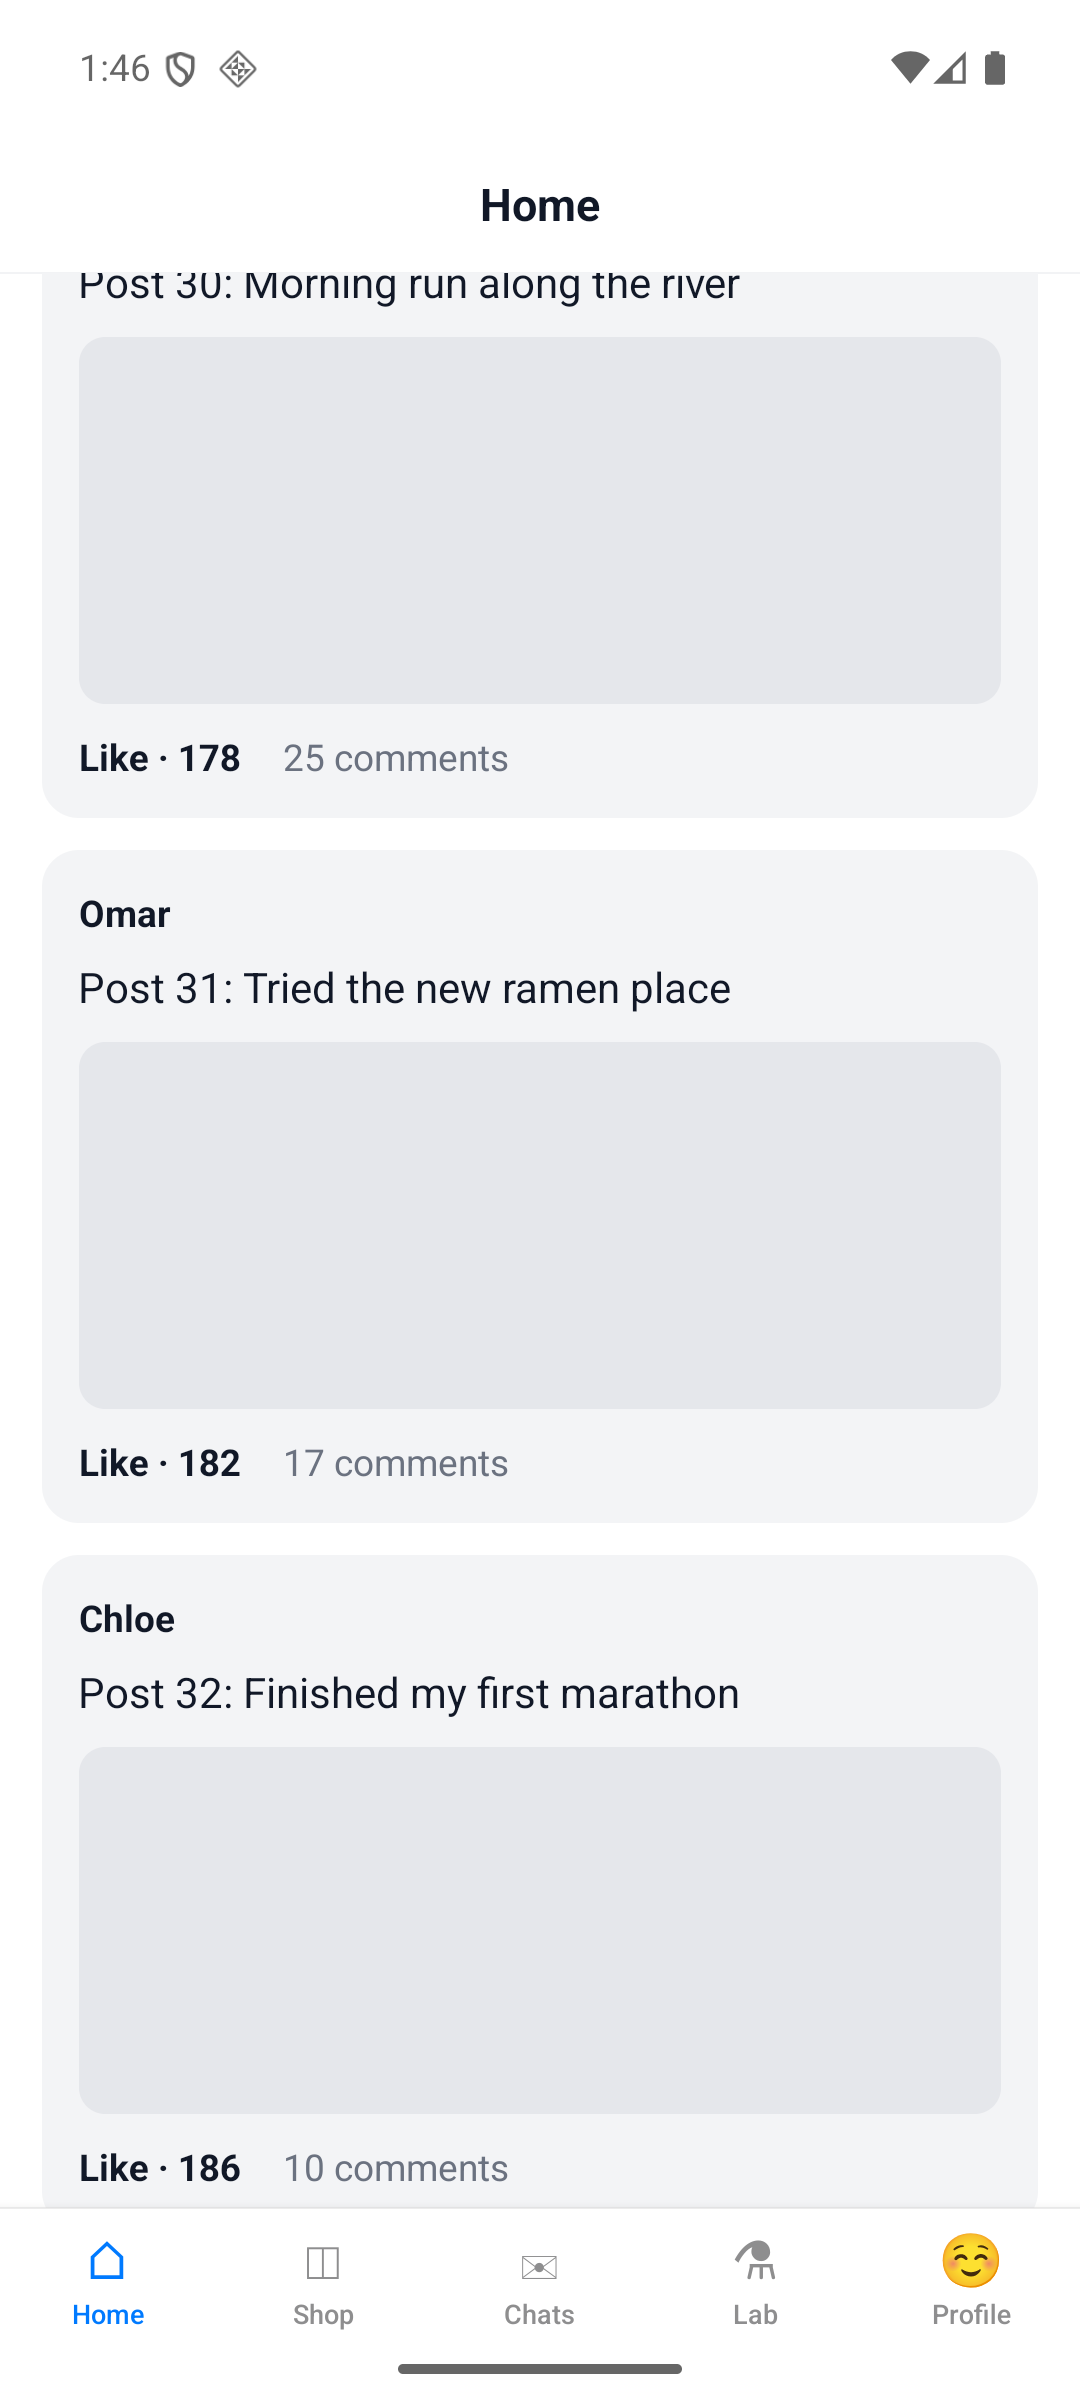 1:46
Home
Post 30: Morning run along the river
Like · 178 25 comments
Omar
Post 31: Tried the new ramen place
Like · 182 17 comments
Chloe
Post 32: Finished my first marathon
Like · 186 10 comments
Home Shop Chats Lab Profile